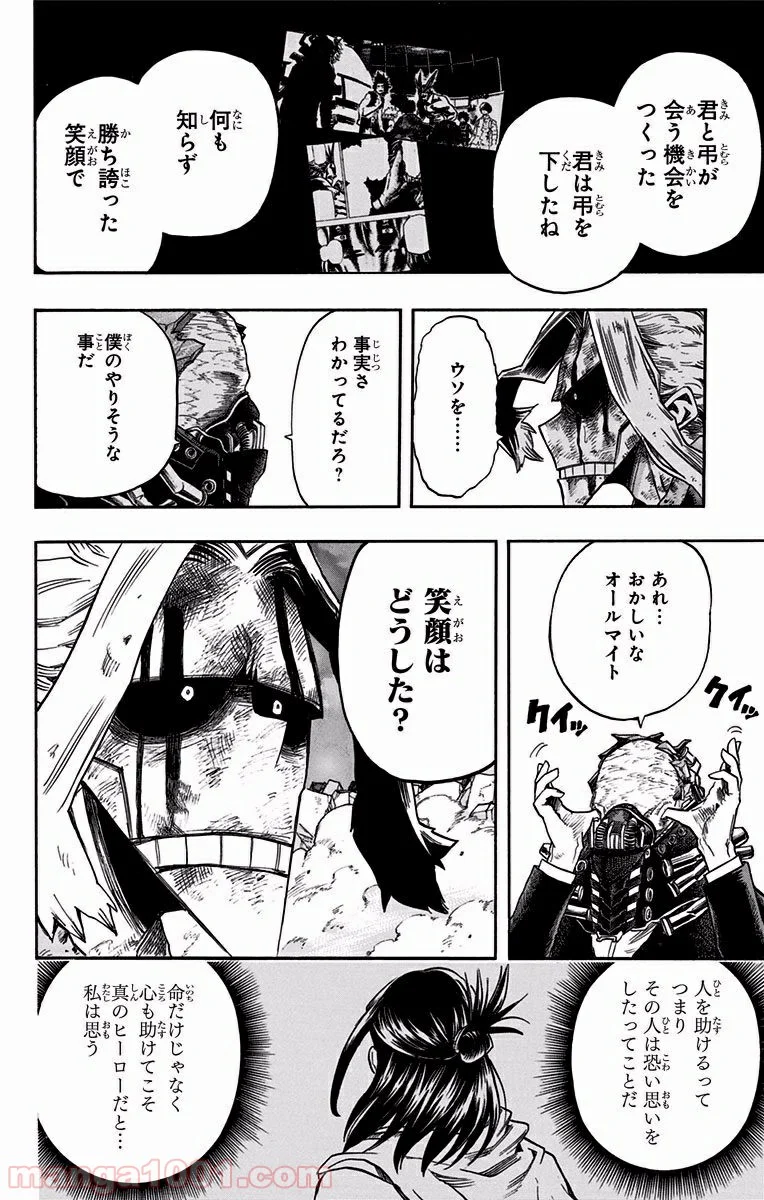 君と弔が
会う機会を
つくった
君は弔を
下したね
何も
知らず
勝ち誇った
笑顔で
ウソを……
事実さ
わかってるだろ?
僕のやりそうな
事だ
あれ…
おかしいな
オールマイト
クイッ
クイッ
笑顔は
どうした?
人を助けるって
つまり
その人は恐い思いを
したってことだ
命だけじゃなく
心も助けてこそ
真のヒーローだと…
私は思う
manga1001.com